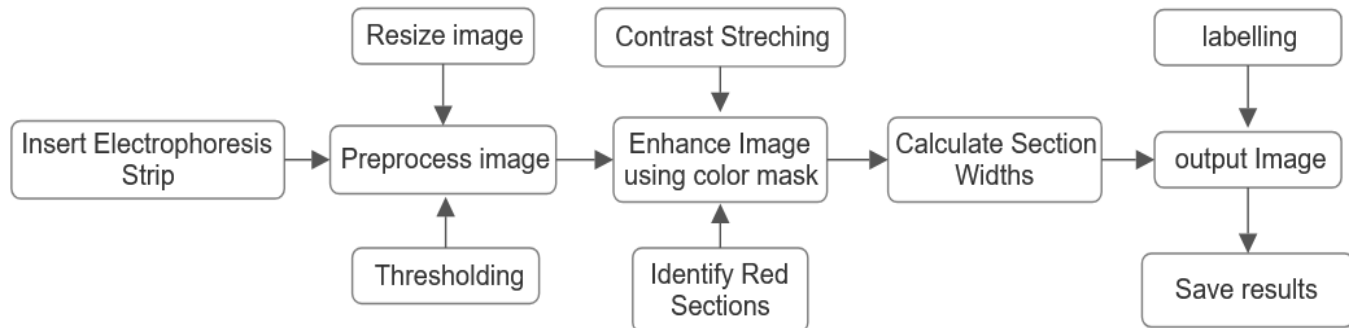 Resize image
Contrast Streching
labelling
Insert Electrophoresis
Strip
Preprocess image
Enhance Image
using color mask
Calculate Section
Widths
output Image
Thresholding
Identify Red
Sections
Save results